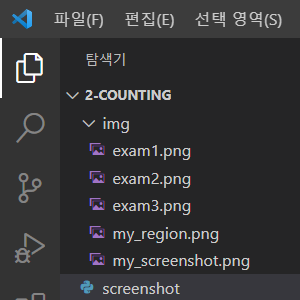 파일(F) 편집(E) 선택 영역(S)
탐색기
2-COUNTING
img
exam1.png
exam2.png
exam3.png
my_region.png
my_screenshot.png
screenshot